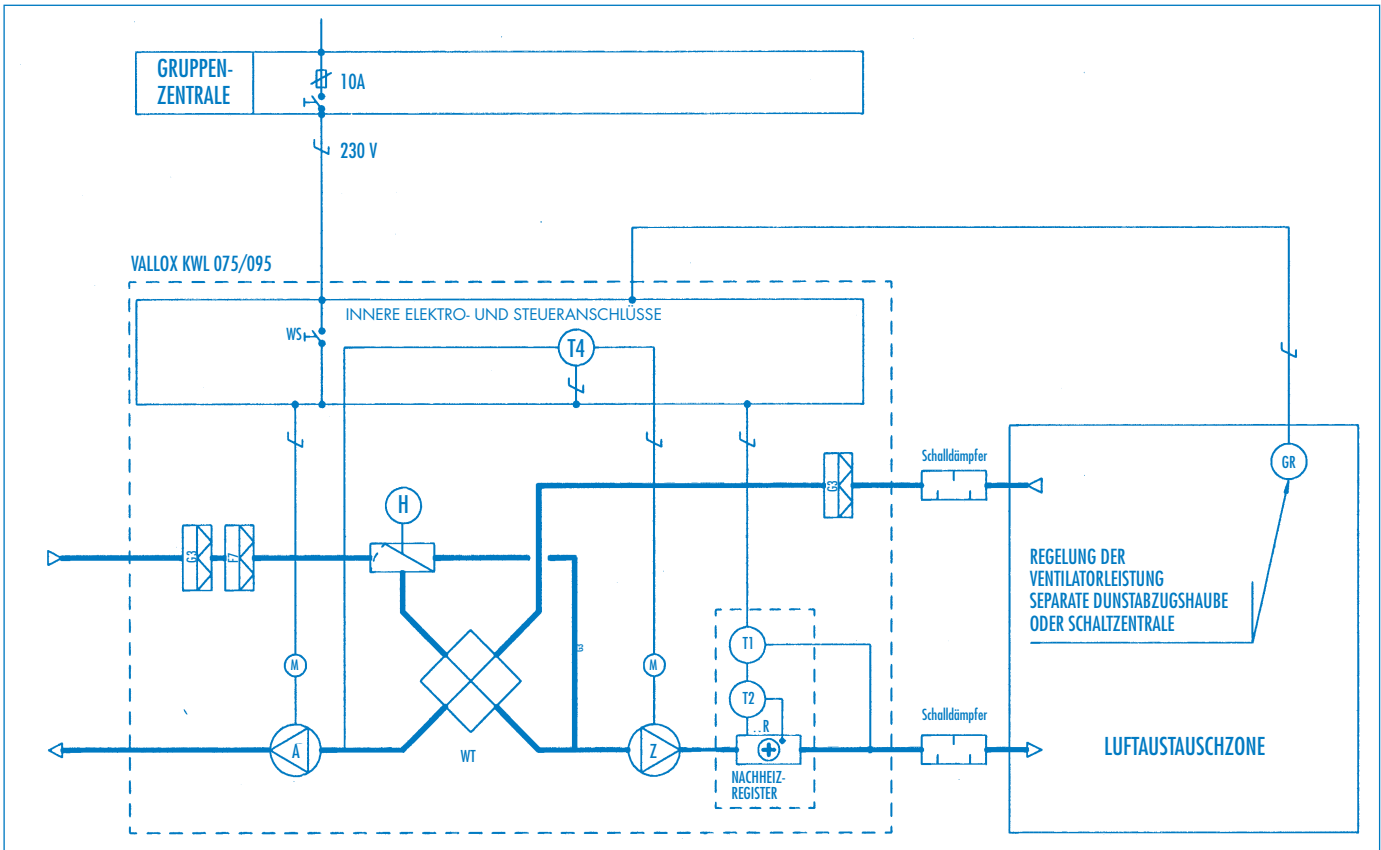 GRUPPEN-
ZENTRALE
10A
230 V
VALLOX KWL 075/095
INNERE ELEKTRO- UND STEUERANSCHLÜSSE
WS
T4
Schalldämpfer
GR
G3
H
G3
F7
REGELUNG DER
VENTILATORLEISTUNG
SEPARATE DUNSTABZUGSHAUBE
ODER SCHALTZENTRALE
T1
M
M
T2
..R
Schalldämpfer
A
WT
Z
NACHHEIZ-
REGISTER
LUFTAUSTAUSCHZONE